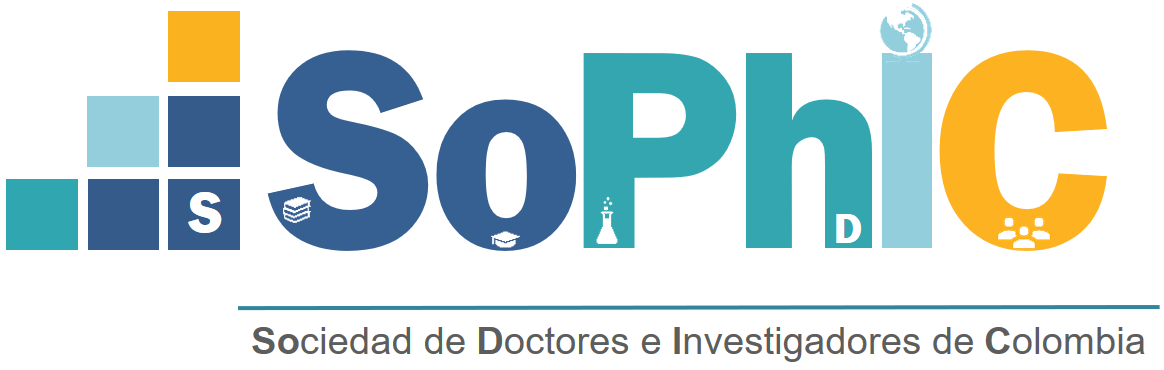 S
SoPhIC
D
Sociedad de Doctores e Investigadores de Colombia